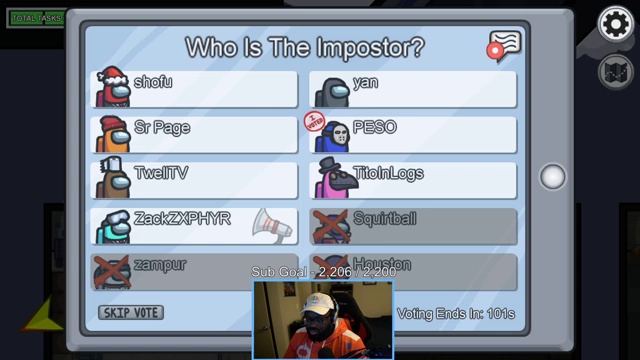 TOTAL TASKS
Who Is The Impostor?
shofu
yan
Sr Page
I VOTED
PESO
TwellTV
TitoInLogs
ZackZXPHYR
Squirtball
zampur
Houston
Sub Goal - 2,206 / 2,200
SKIP VOTE
Voting Ends In: 101s